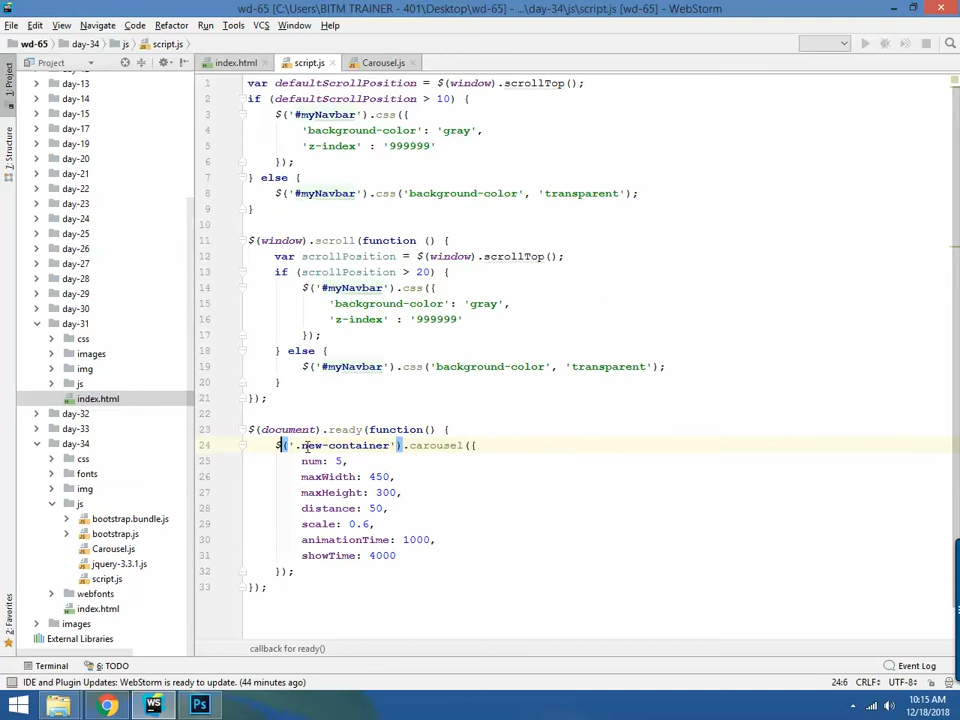 wd-65 - [C:\Users\BITM TRAINER - 401\Desktop\wd-65] - ...\day-34\js\script.js [wd-65] - WebStorm
File Edit View Navigate Code Refactor Run Tools VCS Window Help
wd-65 day-34 js script.js
1: Project
7: Structure
2: Favorites
Project
day-12
day-13
day-14
day-15
day-17
day-19
day-20
day-21
day-22
day-23
day-24
day-25
day-26
day-27
day-28
day-29
day-30
day-31
css
images
img
js
index.html
day-32
day-33
day-34
css
fonts
img
js
bootstrap.bundle.js
bootstrap.js
Carousel.js
jquery-3.3.1.js
script.js
webfonts
index.html
images
External Libraries
index.html script.js Carousel.js
1 var defaultScrollPosition = $(window).scrollTop();
2 if (defaultScrollPosition > 10) {
3 $('#myNavbar').css({
4 'background-color': 'gray',
5 'z-index' : '999999'
6 });
7 } else {
8 $('#myNavbar').css('background-color', 'transparent');
9 }
10
11 $(window).scroll(function () {
12 var scrollPosition = $(window).scrollTop();
13 if (scrollPosition > 20) {
14 $('#myNavbar').css({
15 'background-color': 'gray',
16 'z-index' : '999999'
17 });
18 } else {
19 $('#myNavbar').css('background-color', 'transparent');
20 }
21 });
22
23 $(document).ready(function() {
24 $('.new-container').carousel({
25 num: 5,
26 maxWidth: 450,
27 maxHeight: 300,
28 distance: 50,
29 scale: 0.6,
30 animationTime: 1000,
31 showTime: 4000
32 });
33 });
callback for ready()
Terminal 6: TODO Event Log
IDE and Plugin Updates: WebStorm is ready to update. (44 minutes ago) 24:6 CRLF UTF-8
WS Ps
10:15 AM
12/18/2018